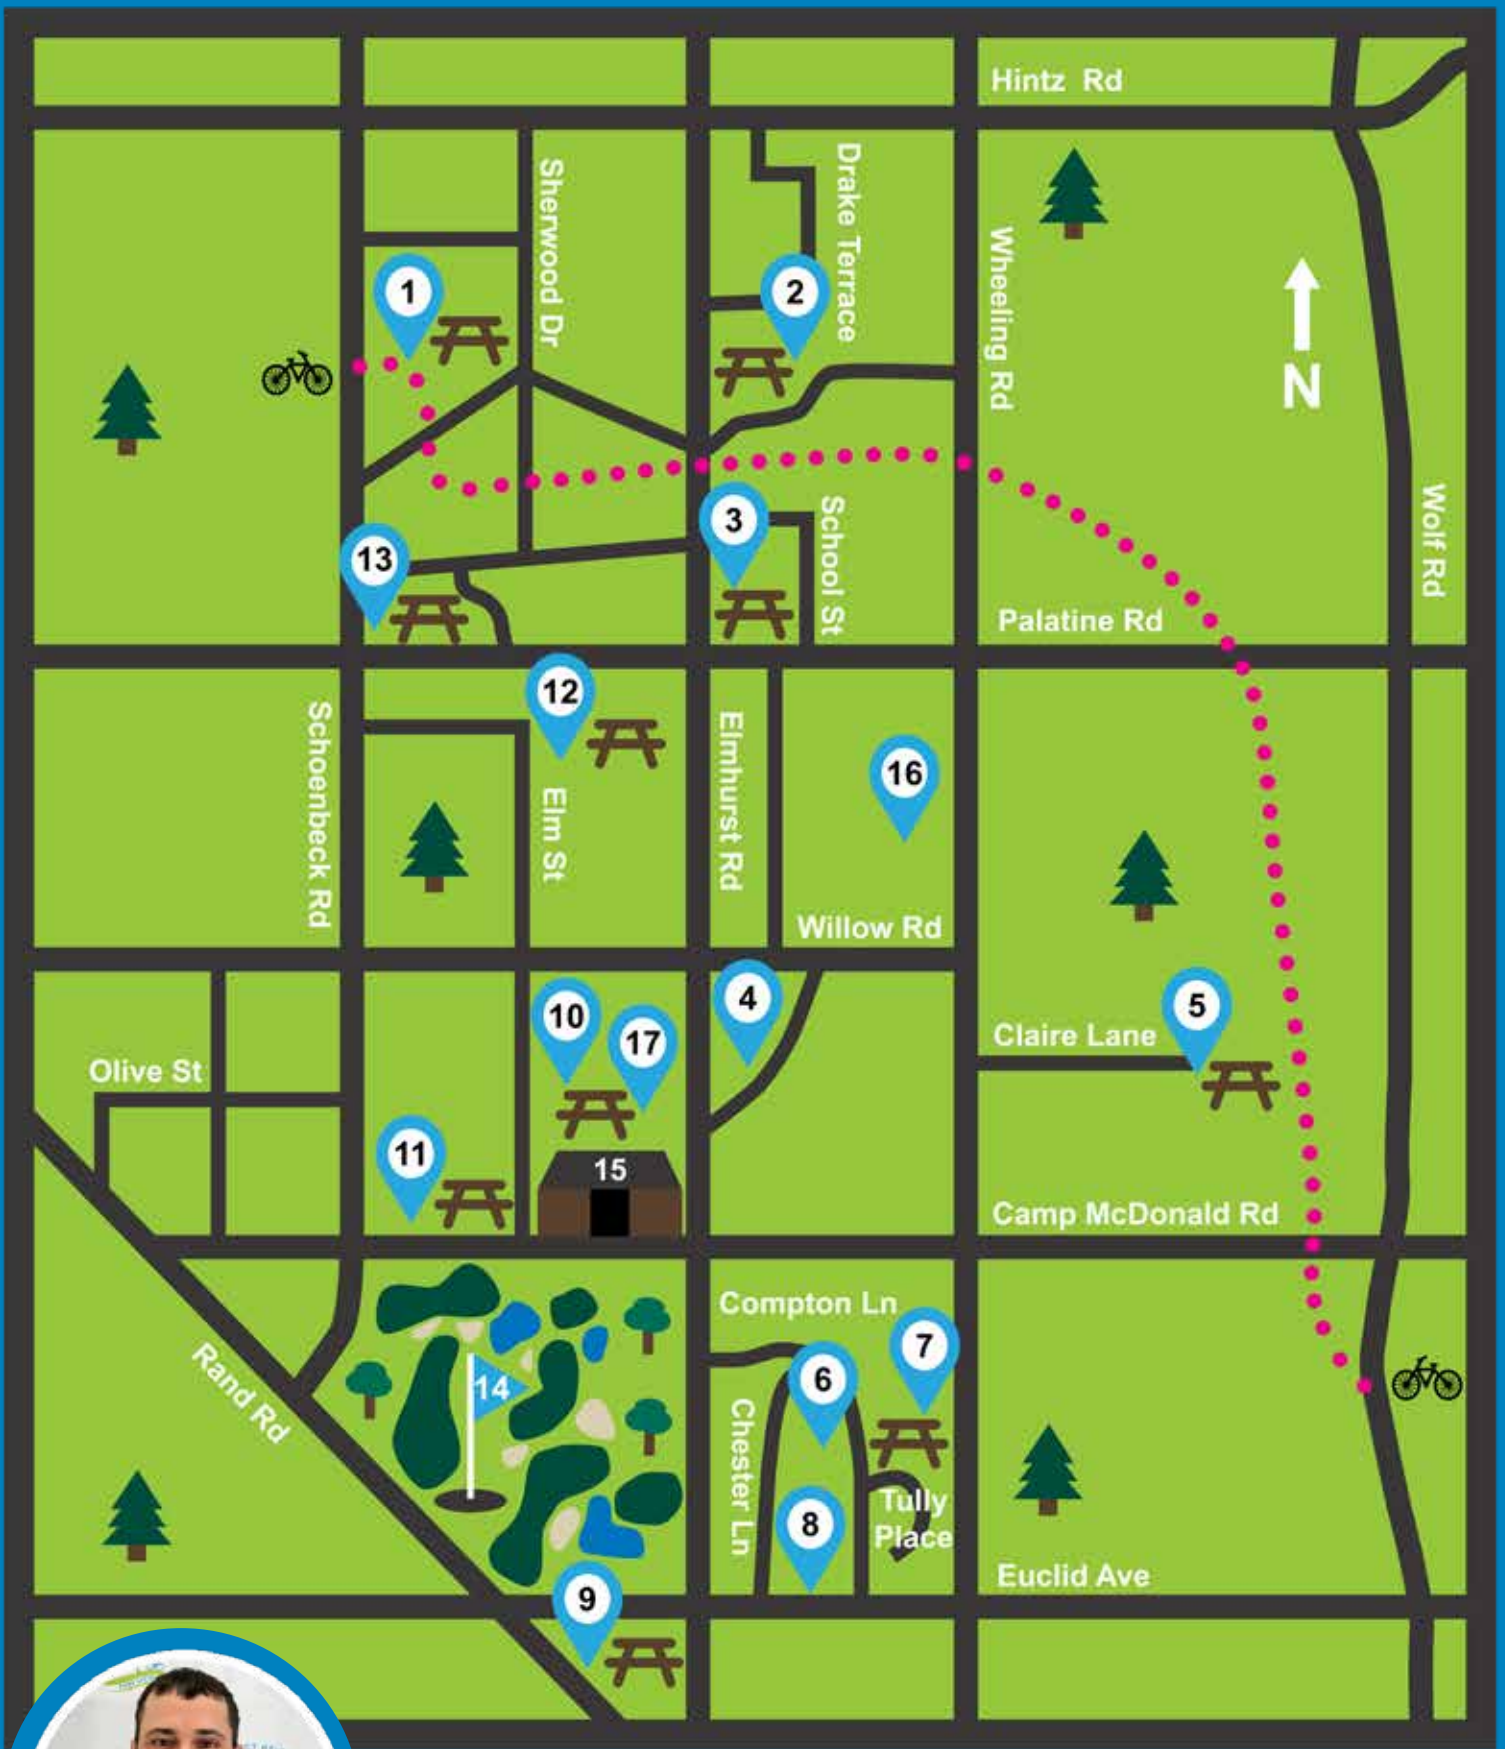 Hintz Rd
Sherwood Dr
Drake Terrace
Wheeling Rd
1
2
N
3
School St
13
Wolf Rd
Palatine Rd
12
Schoenbeck Rd
Elm St
Elmhurst Rd
16
Willow Rd
10
17
4
5
Claire Lane
Olive St
11
15
Camp McDonald Rd
Compton Ln
7
6
Rand Rd
14
Chester Ln
Tully
Place
8
Euclid Ave
9